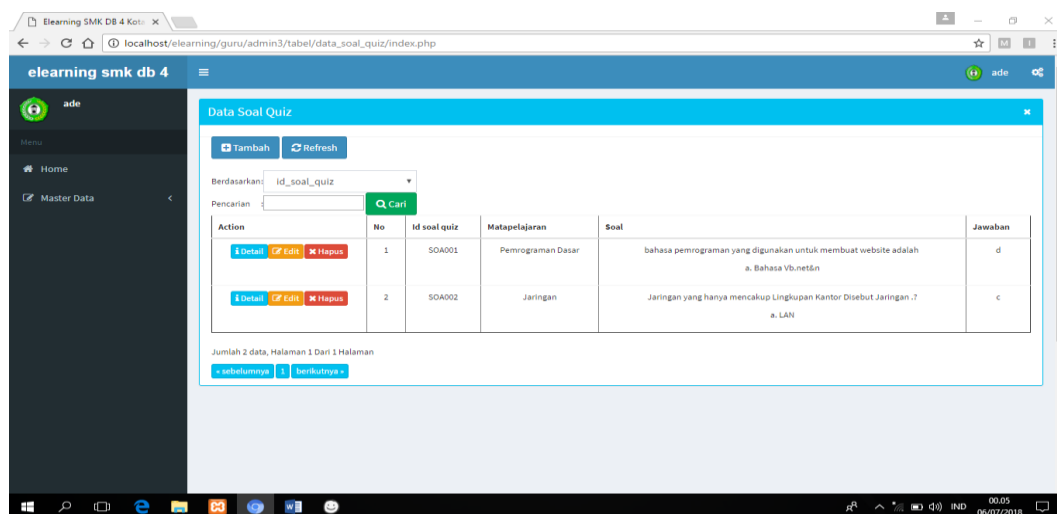 Elearning SMK DB 4 Kota
localhost/elearning/guru/admin3/tabel/data_soal_quiz/index.php
elearning smk db 4
ade
ade
Data Soal Quiz
Menu
Tambah
Refresh
Home
Berdasarkan: id_soal_quiz
Master Data
Pencarian :
Cari
Action No Id soal quiz Matapelajaran Soal Jawaban
Detail Edit Hapus 1 SOA001 Pemrograman Dasar bahasa pemrograman yang digunakan untuk membuat website adalah d
a. Bahasa Vb.net&n
Detail Edit Hapus 2 SOA002 Jaringan Jaringan yang hanya mencakup Lingkupan Kantor Disebut Jaringan .? c
a. LAN
Jumlah 2 data, Halaman 1 Dari 1 Halaman
« sebelumnya 1 berikutnya »
IND
00.05
06/07/2018